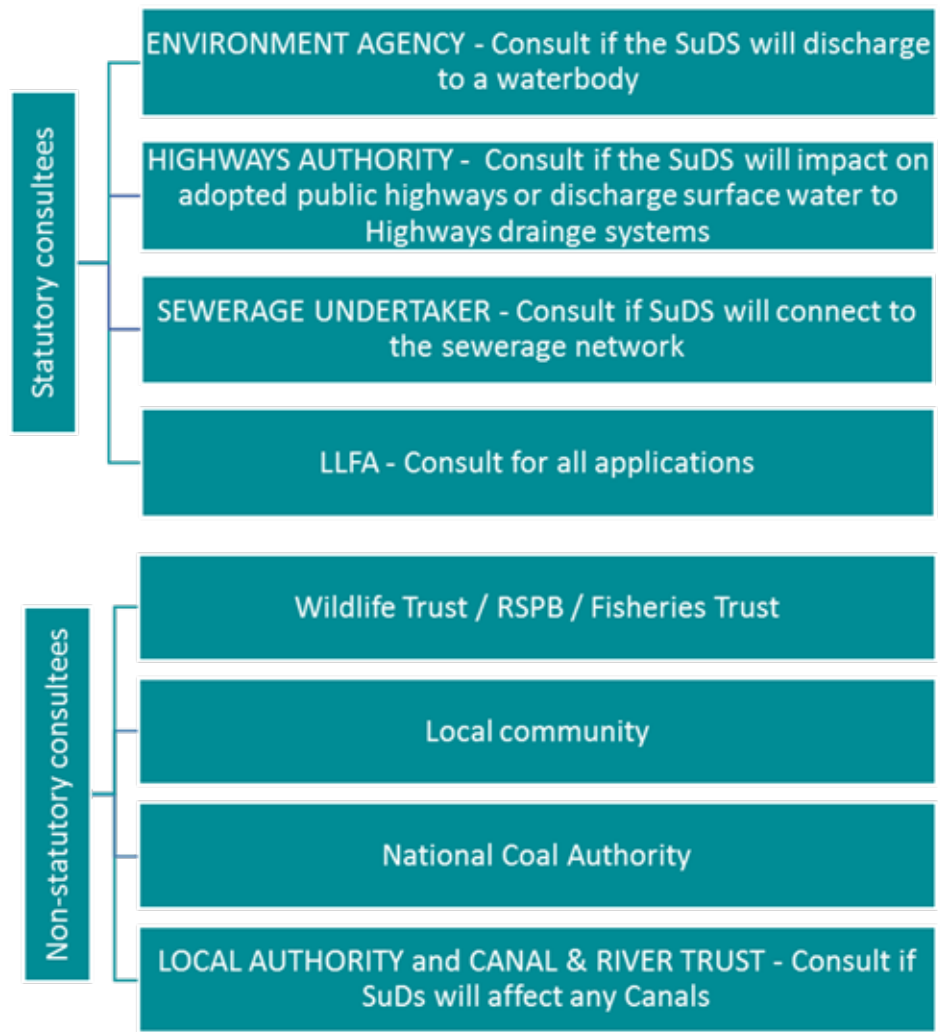 Statutory consultees
ENVIRONMENT AGENCY - Consult if the SuDS will discharge
to a waterbody
HIGHWAYS AUTHORITY -  Consult if the SuDS will impact on
adopted public highways or discharge surface water to
Highways drainge systems
SEWERAGE UNDERTAKER - Consult if SuDS will connect to
the sewerage network
LLFA - Consult for all applications
Non-statutory consultees
Wildlife Trust / RSPB / Fisheries Trust
Local community
National Coal Authority
LOCAL AUTHORITY and CANAL & RIVER TRUST - Consult if
SuDs will affect any Canals